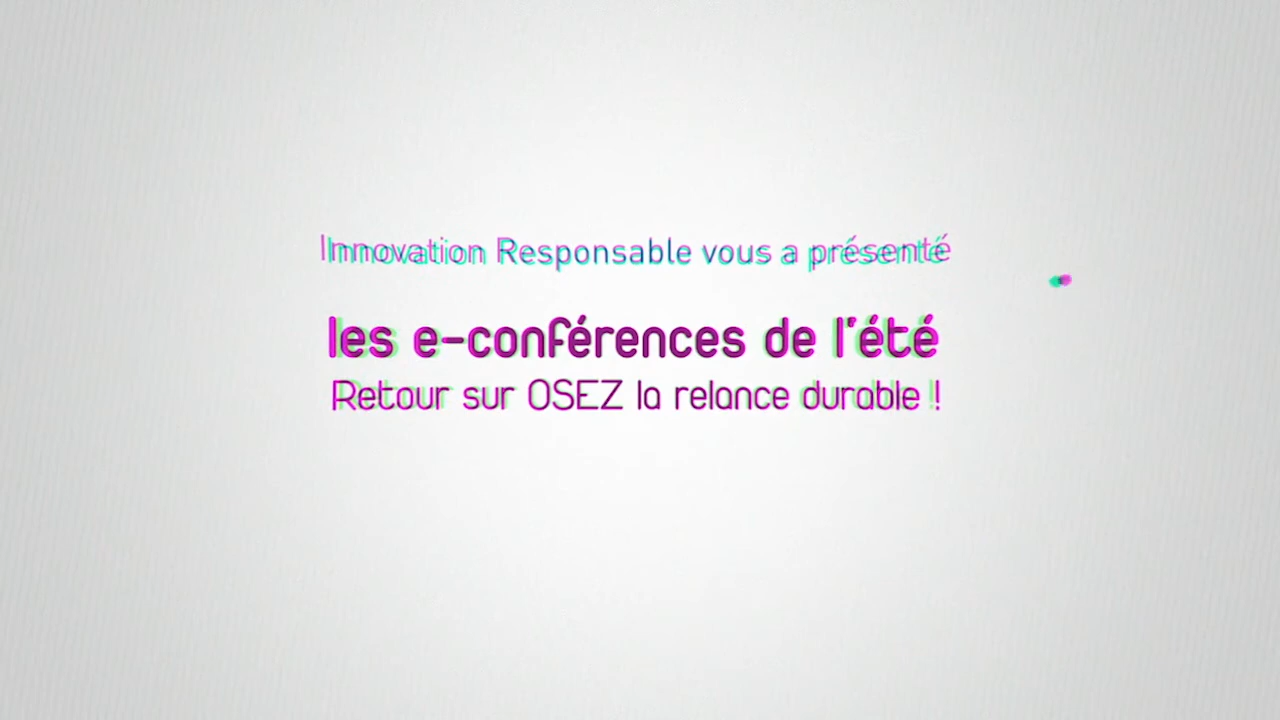 Innovation Responsable vous a présenté
les e-conférences de l'été
Retour sur OSEZ la relance durable !